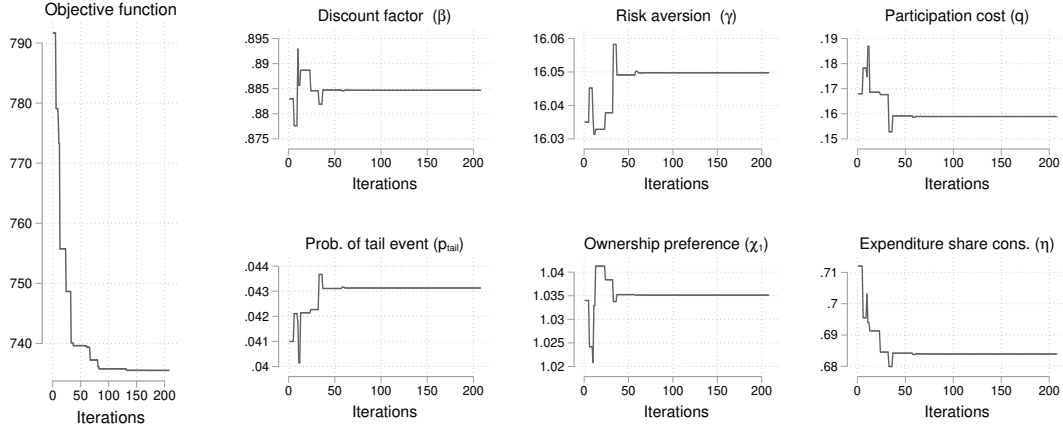 Objective function
790
780
770
760
750
740
0 50 100 150 200
Iterations
Discount factor (β)
.895
.89
.885
.88
.875
0 50 100 150 200
Iterations
Risk aversion (γ)
16.06
16.05
16.04
16.03
0 50 100 150 200
Iterations
Participation cost (q)
.19
.18
.17
.16
.15
0 50 100 150 200
Iterations
Prob. of tail event (ptail)
.044
.043
.042
.041
.04
0 50 100 150 200
Iterations
Ownership preference (χ1)
1.04
1.035
1.03
1.025
1.02
0 50 100 150 200
Iterations
Expenditure share cons. (η)
.71
.7
.69
.68
0 50 100 150 200
Iterations